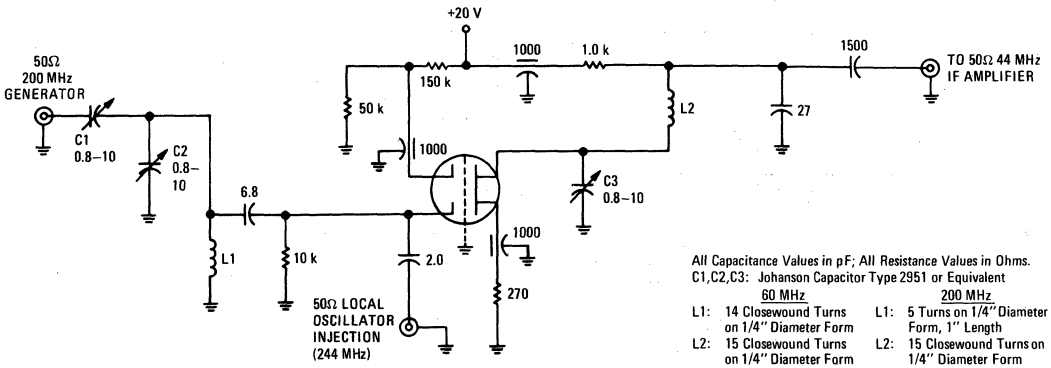 +20 V
50Ω
200 MHz
GENERATOR
C1
0.8–10
C2
0.8–
10
50 k
150 k
1000
1.0 k
1500
TO 50Ω 44 MHz
IF AMPLIFIER
L2
27
1000
C3
0.8–10
6.8
L1
10 k
2.0
1000
270
50Ω LOCAL
OSCILLATOR
INJECTION
(244 MHz)
All Capacitance Values in pF; All Resistance Values in Ohms.
C1,C2,C3: Johanson Capacitor Type 2951 or Equivalent
60 MHz 200 MHz
L1: 14 Closewound Turns L1: 5 Turns on 1/4" Diameter
on 1/4" Diameter Form Form, 1" Length
L2: 15 Closewound Turns L2: 15 Closewound Turns on
on 1/4" Diameter Form 1/4" Diameter Form